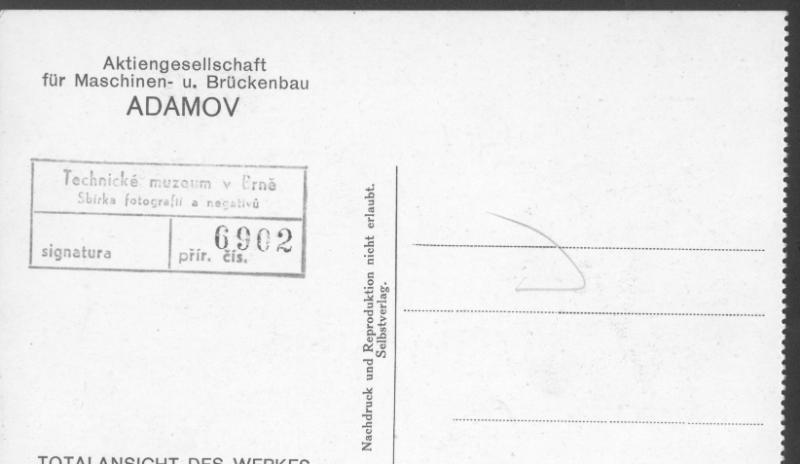 Aktiengesellschaft
für Maschinen- u. Brückenbau
ADAMOV
Technické muzeum v Brně
Sbírka fotografií a negativů
signatura
přír. čís. 6902
TOTALANSICHT DES WERKES
Nachdruck und Reproduktion nicht erlaubt.
Selbstverlag.